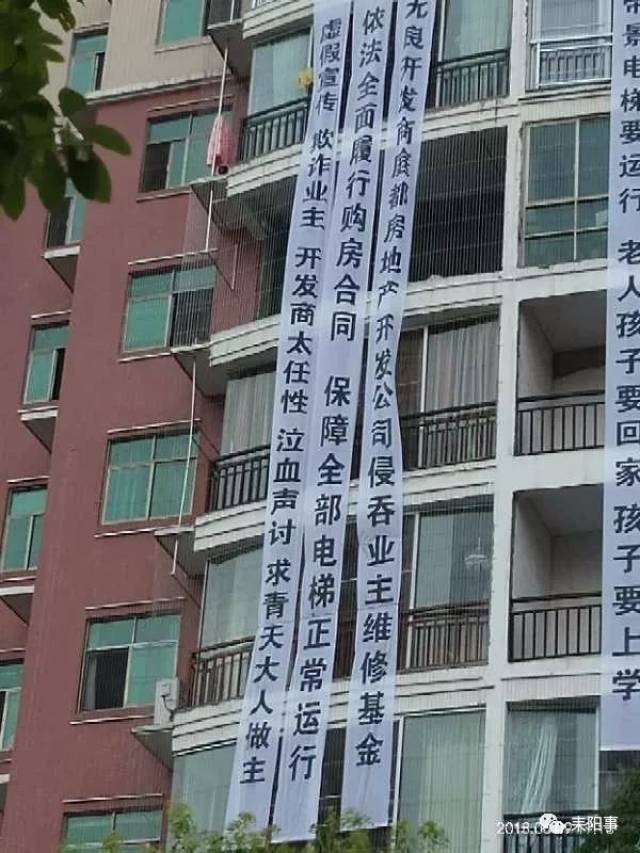 虚假宣传 欺诈业主 开发商太任性 泣血声讨 求青天大人做主
依法全面履行购房合同 保障全部电梯正常运行
无良开发商都房地产开发公司侵吞业主维修基金
景电梯要运行 老人孩子要回家 孩子要上学
耒阳事